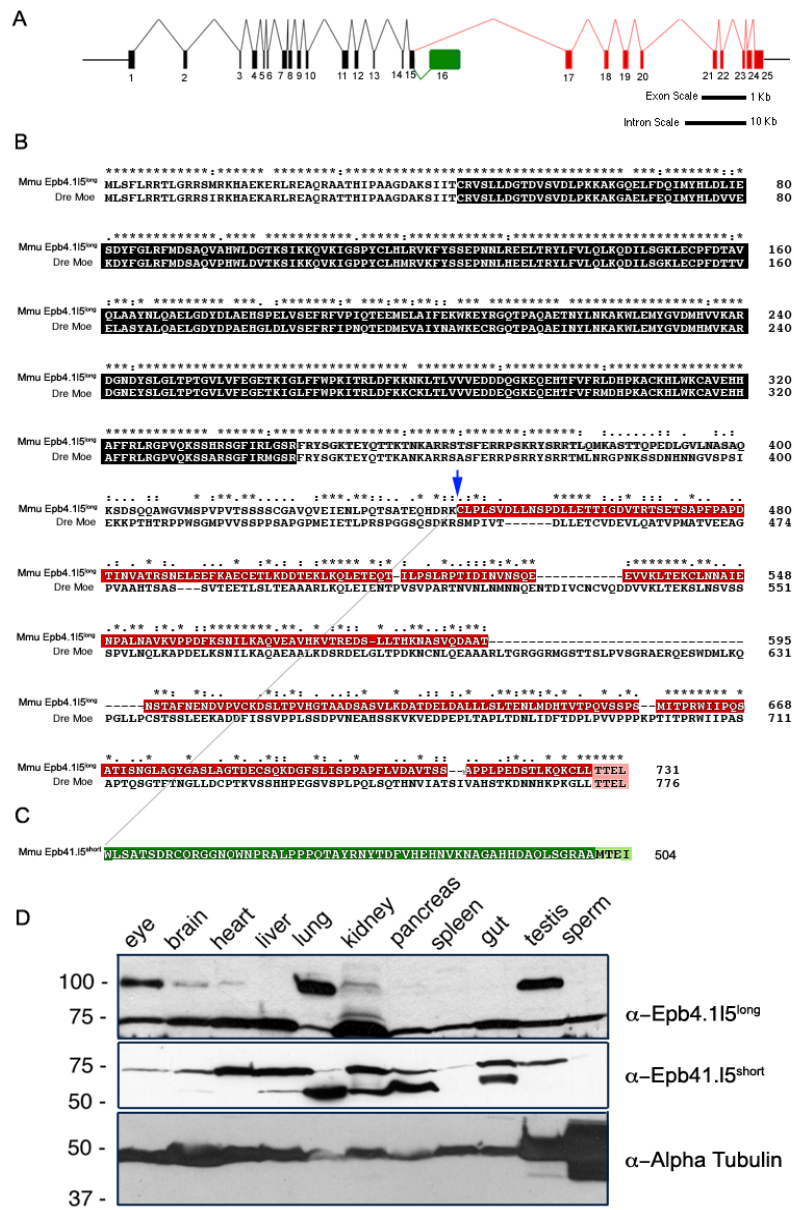 A
1 2 3 4 5 6 7 8 9 10 11 12 13 14 15 16 17 18 19 20 21 22 23 24 25
Exon Scale 1 Kb
Intron Scale 10 Kb
B
Mmu Epb4.1l5long MLSFLRRTLGRRSMRKHAEKERLREAQRAATHIPAAGDAKSIITCRVSLLDGTDVSVDLPKKAKGQELFDQIMYHLDLIE 80
Dre Moe MLSFLRRTLGRRSIRKHAEKERLREAQRAATHIPAAGDAKSIITCRVSLLDGTDVSVDLPKKAKGAELFEQIMYHLDVVE 80
Mmu Epb4.1l5long SDYFGLRFMDSAQVAHWLDGTKSIKKQVKIGSPYCLHLRVKFYSSEPNNLREELTRYLFVLQLKQDILSGKLECPFDTAV 160
Dre Moe KDYFGLRFMDSAQVPHWLDVTKSIKKQVKIGPPYCLHMRVKFYSSEPNNLHEELTRYLFVLQLKQDILSGKLECPFDTTV 160
Mmu Epb4.1l5long QLAAYNLQAELGDYDLAEHSPELVSEFRFVPIQTEEMELAIFEKWKEYRGQTPAQAETNYLNKAKWLEMYGVDMHVVKAR 240
Dre Moe ELASYALQAELGDYDPAEHGLDLVSEFRFIPNQTEDMEVAIYNAWKECRGQTPAQAEINYLNKAKWLEMYGVDMHMVKAR 240
Mmu Epb4.1l5long DGNDYSLGLTPTGVLVFEGETKIGLFFWPKITRLDFKKNKLTLVVVEDDDQGKEQEHTFVFRLDHPKACKHLWKCAVEHH 320
Dre Moe DGNEYSLGLTPTGVLVFEGETKIGLFFWPKITRLDFKKCKLTLVVVEDDEQGKEQEHTFVFRMDHPKACKHLWKCAVEHH 320
Mmu Epb4.1l5long AFFRLRGPVQKSSHRSGFIRLGSRFRYSGKTEYQTTKTNKARRSTSFERRPSKRYSRRTLQMKASTTQPEDLGVLNASAQ 400
Dre Moe AFFRLRGPVQKSSARSGFIRMGSRFRYSGKTEYQTTKANKARRSASFERRPSRRYSRRTMLNRGPNKSSDNHNNGVSPSI 400
Mmu Epb4.1l5long KSDSQQAWGVMSPVPVTSSSSCGAVQVEIENLPQTSATEQHDRKCLPLSVDLLNSPDLLETTIGDVTRTSETSAPFPAPD 480
Dre Moe EKKPTHTRPPWSGMPVVSSPPSAPGMEIETLPRSPGGSQSDKRSMPIVT------DLLETCVDEVLQATVPMATVEEAG 474
Mmu Epb4.1l5long TINVATRSNELEEFKAECETLKDDTEKLKQLETEQT-ILPSLRPTIDINVNSQE-----------EVVKLTEKCLNNAIE 548
Dre Moe PVAAHTSAS---SVTEETLSLTEAAARLKQLEIENTPVSVPARTNVNLNMNNQENTDIVCNCVQDDVVKLTEKSLNSVSS 551
Mmu Epb4.1l5long NPALNAVKVPPDFKSNILKAQVEAVHKVTREDS-LLTHKNASVQDAAT 595
Dre Moe SPVLNQLKAPDELKSNILKAQAEAALKDSRDELGLTPDKNCNLQEAAARLTGRGGRMGSTTSLPVSGRAERQESWDMLKQ 631
Mmu Epb4.1l5long -----NSTAFNENDVPVCKDSLTPVHGTAADSASVLKDATDELDALLLSLTENLMDHTVTPQVSSPS--MITPRWIIPQS 668
Dre Moe PGLLPCSTSSLEEKADDFISSVPPLSSDPVNEAHSSKVKVEDPEPLTAPLTDNLIDFTDPLPVVPPPKPTITPRWIIPAS 711
Mmu Epb4.1l5long ATISNGLAGYGASLAGTDECSQKDGFSLISPPAPFLVDAVTSS--APPLPEDSTLKQKCLLTTEL 731
Dre Moe APTQSGTFTNGLLDCPTKVSSHPEGSVSPLPQLSQTHNVIATSIVAHSTKDNNHKPKGLLTTEL 776
C
Mmu Epb41.l5short WLSATSDRCQRGGNQWNPRALPPPQTAYRNYTDFVHEHNVKNAGAHHDAQLSGRAAMTEI 504
D
eye brain heart liver lung kidney pancreas spleen gut testis sperm
100 -
75 -
α–Epb4.1l5long
75 -
50 -
α–Epb41.l5short
50 -
37 -
α–Alpha Tubulin